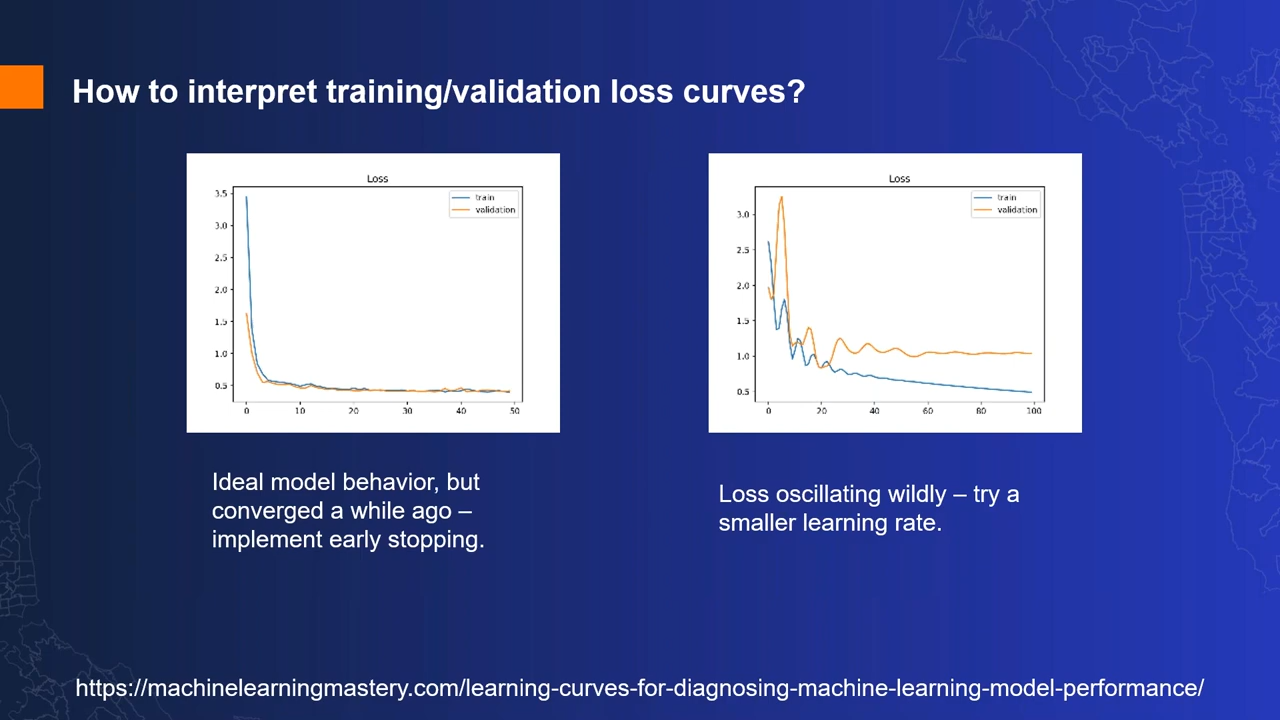 How to interpret training/validation loss curves?
Loss
train
validation
3.5
3.0
2.5
2.0
1.5
1.0
0.5
0 10 20 30 40 50
Loss
train
validation
3.0
2.5
2.0
1.5
1.0
0.5
0 20 40 60 80 100
Ideal model behavior, but
converged a while ago –
implement early stopping.
Loss oscillating wildly – try a
smaller learning rate.
https://machinelearningmastery.com/learning-curves-for-diagnosing-machine-learning-model-performance/